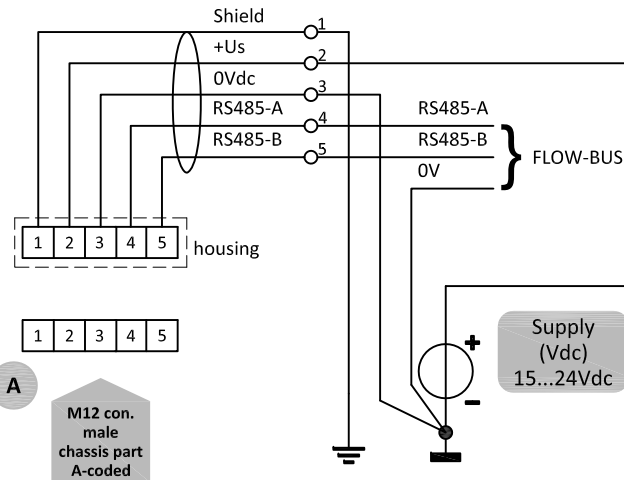 Shield
1
+Us
2
0Vdc
3
RS485-A
4
RS485-A
RS485-B
5
RS485-B
0V
} FLOW-BUS
1 2 3 4 5
housing
1 2 3 4 5
A
M12 con.
male
chassis part
A-coded
+
−
Supply
(Vdc)
15...24Vdc